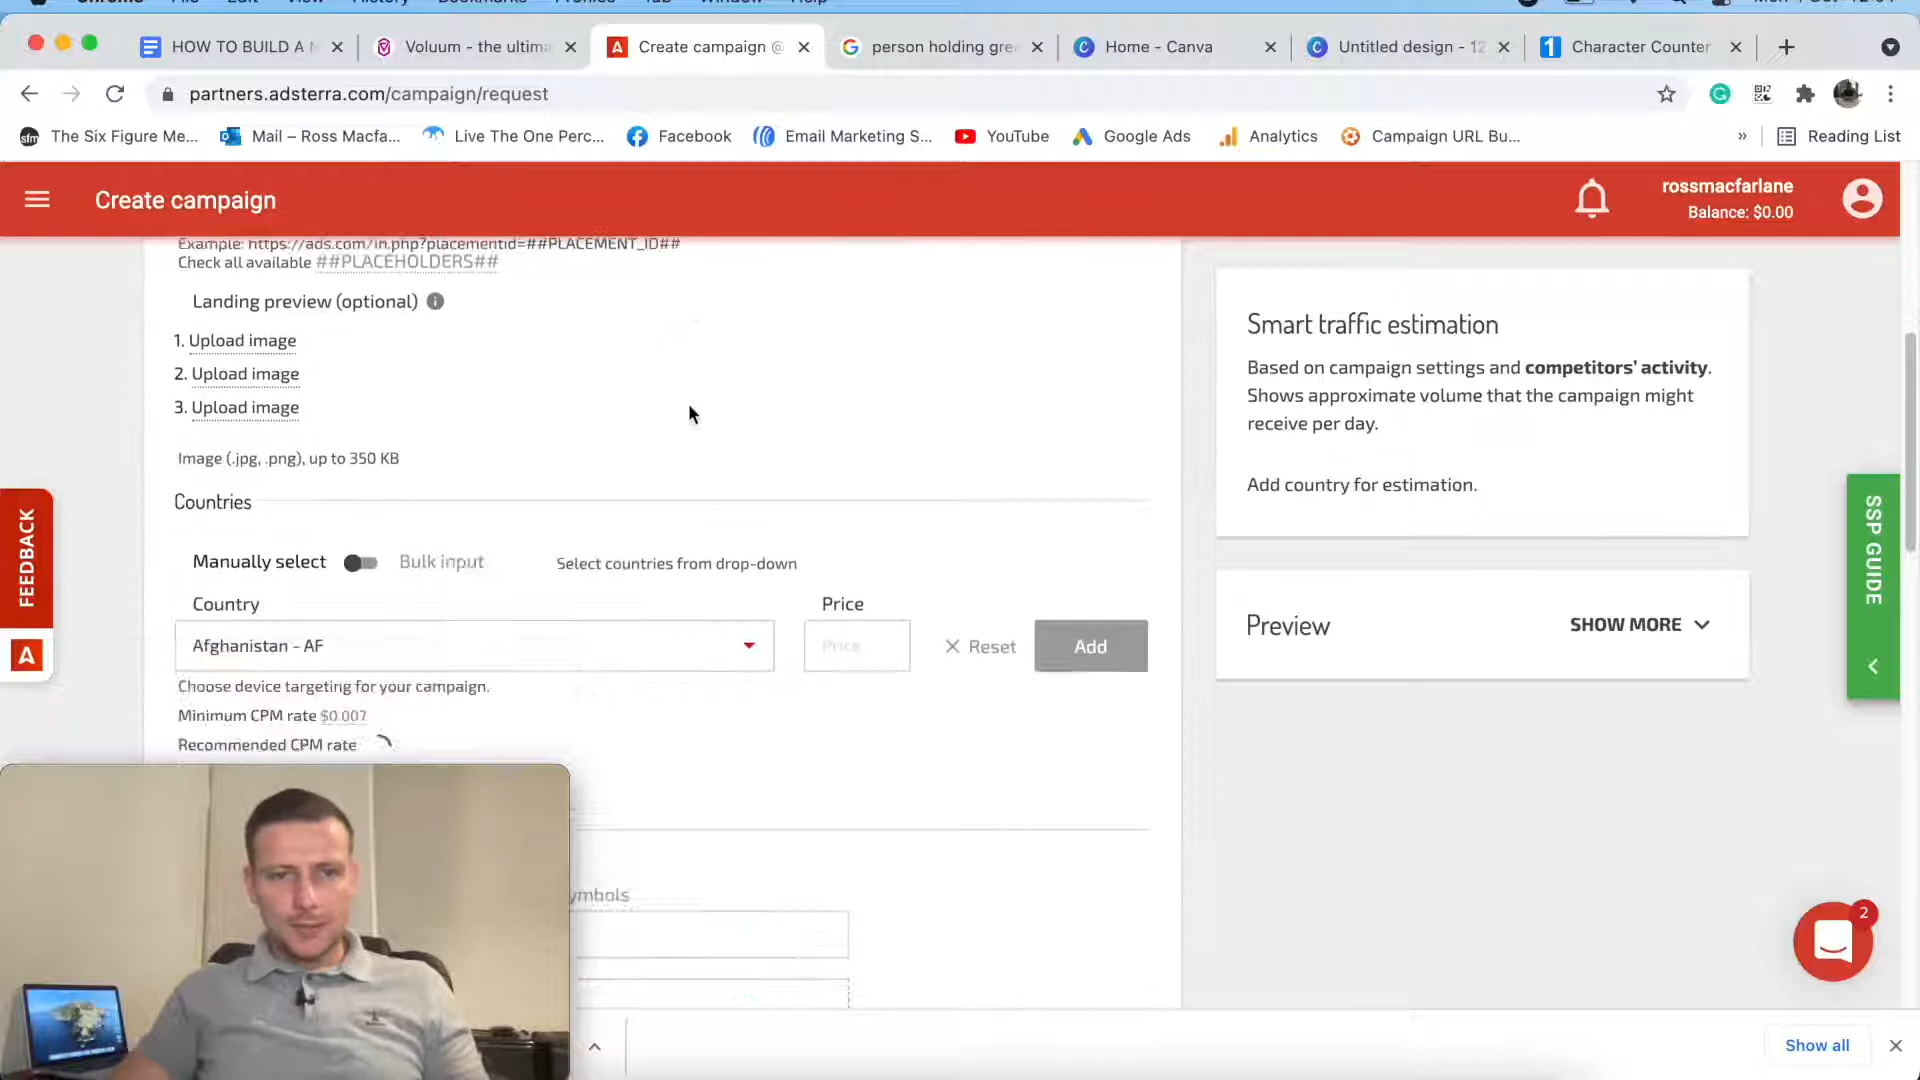 HOW TO BUILD A
Voluum - the ultima
Create campaign @
person holding gre
Home - Canva
Untitled design - 12
Character Counter
partners.adsterra.com/campaign/request
The Six Figure Me...
Mail – Ross Macfa...
Live The One Perc...
Facebook
Email Marketing S...
YouTube
Google Ads
Analytics
Campaign URL Bu...
»
Reading List
Create campaign
rossmacfarlane
Balance: $0.00
Example: https://ads.com/in.php?placementid=##PLACEMENT_ID##
Check all available ##PLACEHOLDERS##
Landing preview (optional)
1. Upload image
2. Upload image
3. Upload image
Image (.jpg, .png), up to 350 KB
Countries
Manually select
Bulk input
Select countries from drop-down
Country
Price
Afghanistan - AF
Price
Reset
Add
Choose device targeting for your campaign.
Minimum CPM rate $0.007
Recommended CPM rate
ymbols
Smart traffic estimation
Based on campaign settings and competitors' activity.
Shows approximate volume that the campaign might
receive per day.
Add country for estimation.
Preview
SHOW MORE
FEEDBACK
A
SSP GUIDE
2
Show all